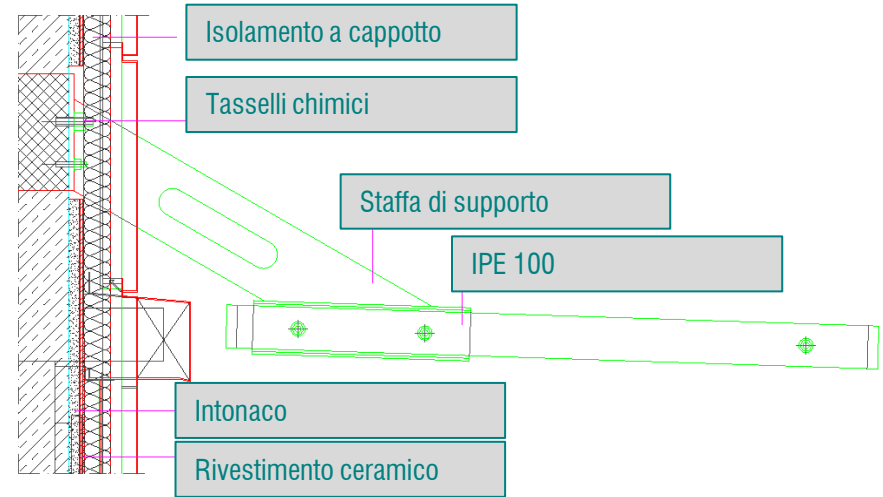 Isolamento a cappotto
Tasselli chimici
Staffa di supporto
IPE 100
Intonaco
Rivestimento ceramico